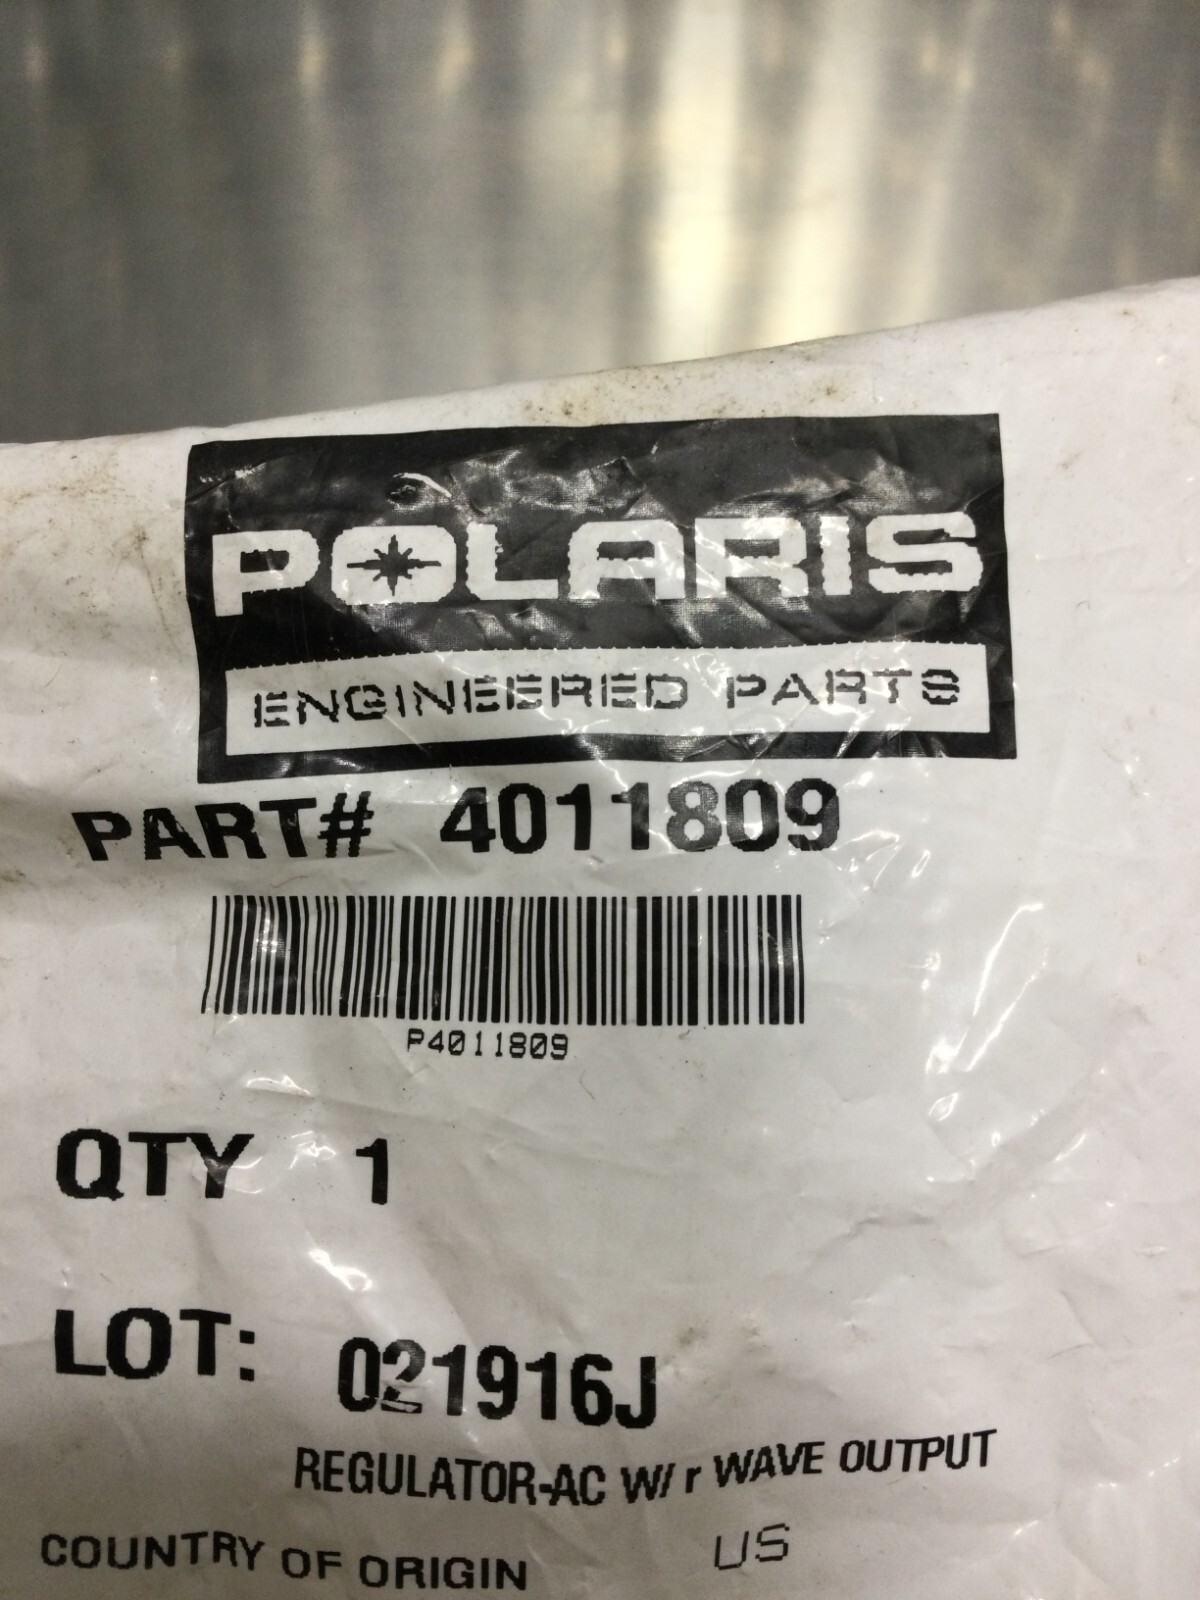 POLARIS
ENGINEERED PARTS
PART# 4011809
P4011809
QTY 1
LOT: 021916J
REGULATOR-AC W/ r WAVE OUTPUT
COUNTRY OF ORIGIN US